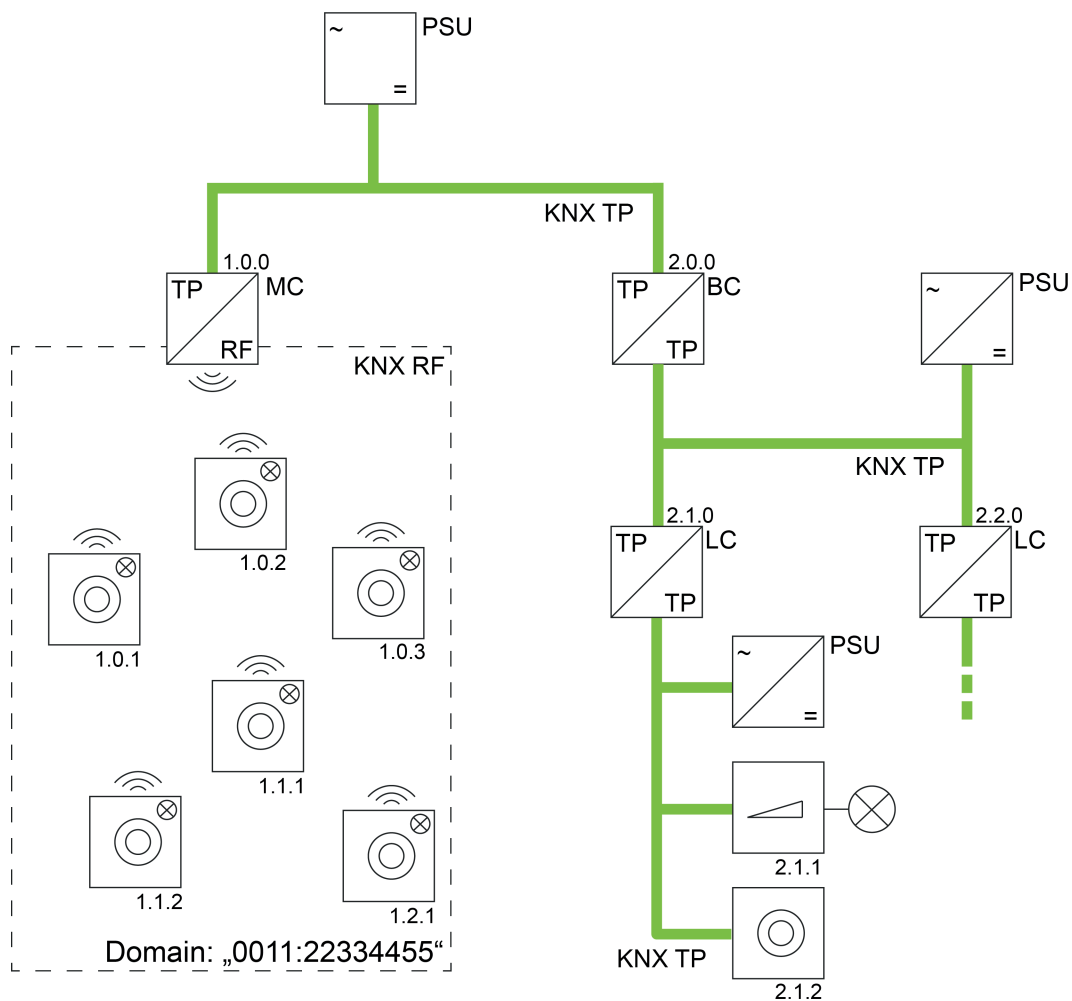 ~
=
PSU
KNX TP
1.0.0
TP
RF
MC
2.0.0
TP
TP
BC
~
=
PSU
KNX RF
KNX TP
1.0.2
1.0.1
1.0.3
1.1.1
1.1.2
1.2.1
Domain: „0011:22334455“
2.1.0
TP
TP
LC
2.2.0
TP
TP
LC
~
=
PSU
2.1.1
KNX TP
2.1.2